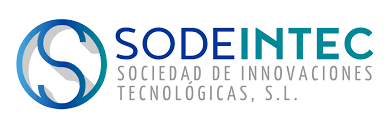 SODEINTEC
SOCIEDAD DE INNOVACIONES
TECNOLÓGICAS, S.L.